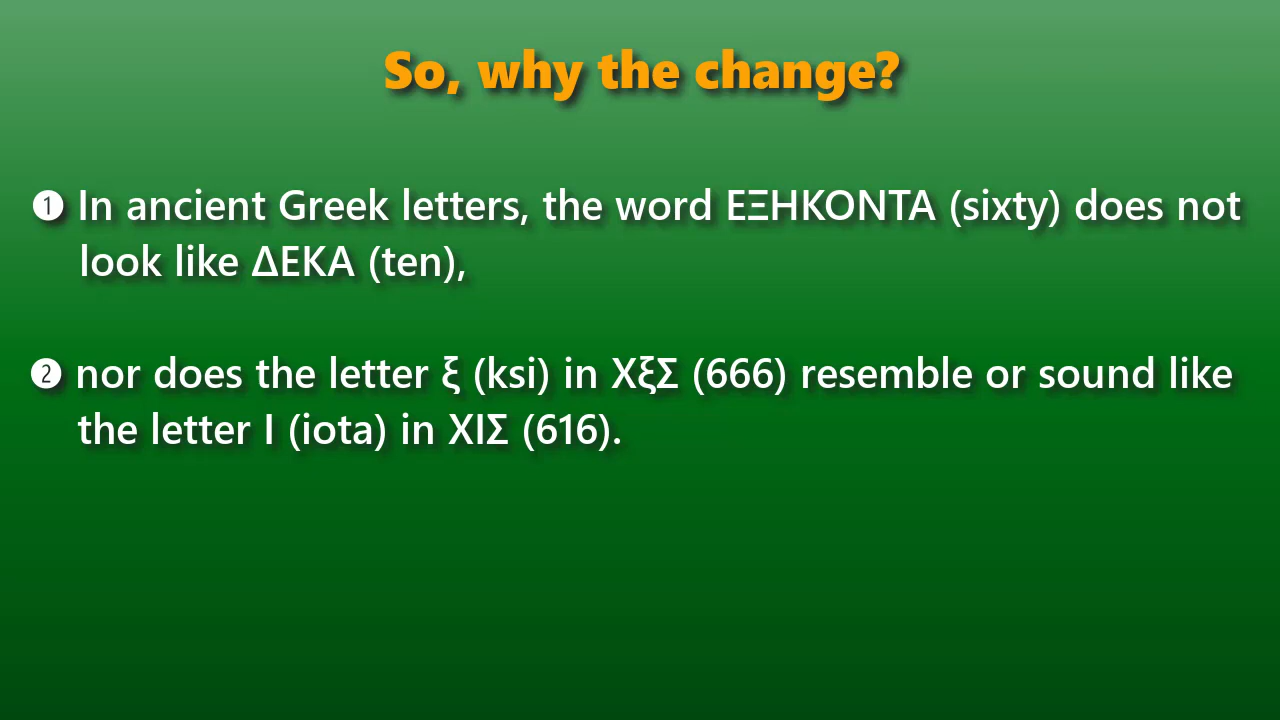 So, why the change?
❶ In ancient Greek letters, the word ΕΞΗΚΟΝΤΑ (sixty) does not
look like ΔΕΚΑ (ten),
❷ nor does the letter ξ (ksi) in ΧξΣ (666) resemble or sound like
the letter Ι (iota) in ΧΙΣ (616).